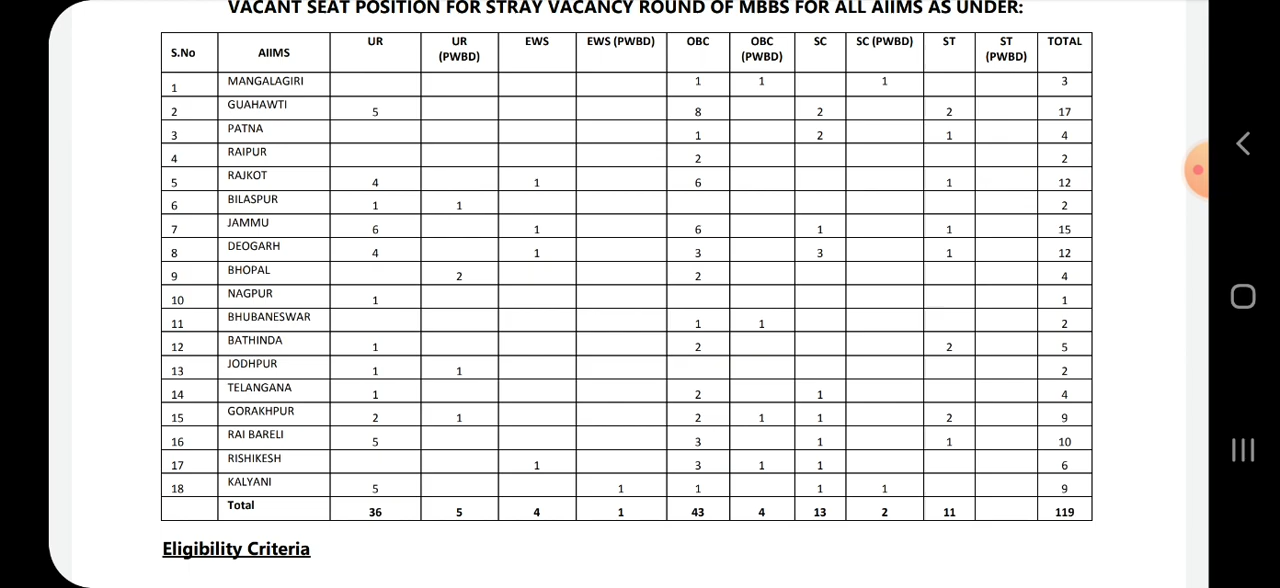 VACANT SEAT POSITION FOR STRAY VACANCY ROUND OF MBBS FOR ALL AIIMS AS UNDER:
S.No AIIMS UR UR (PWBD) EWS EWS (PWBD) OBC OBC (PWBD) SC SC (PWBD) ST ST (PWBD) TOTAL
1 MANGALAGIRI 1 1 1 3
2 GUAHAWTI 5 8 2 2 17
3 PATNA 1 2 1 4
4 RAIPUR 2 2
5 RAJKOT 4 1 6 1 12
6 BILASPUR 1 1 2
7 JAMMU 6 1 6 1 1 15
8 DEOGARH 4 1 3 3 1 12
9 BHOPAL 2 2 4
10 NAGPUR 1 1
11 BHUBANESWAR 1 1 2
12 BATHINDA 1 2 2 5
13 JODHPUR 1 1 2
14 TELANGANA 1 2 1 4
15 GORAKHPUR 2 1 2 1 1 2 9
16 RAI BARELI 5 3 1 1 10
17 RISHIKESH 1 3 1 1 6
18 KALYANI 5 1 1 1 1 9
Total 36 5 4 1 43 4 13 2 11 119
Eligibility Criteria